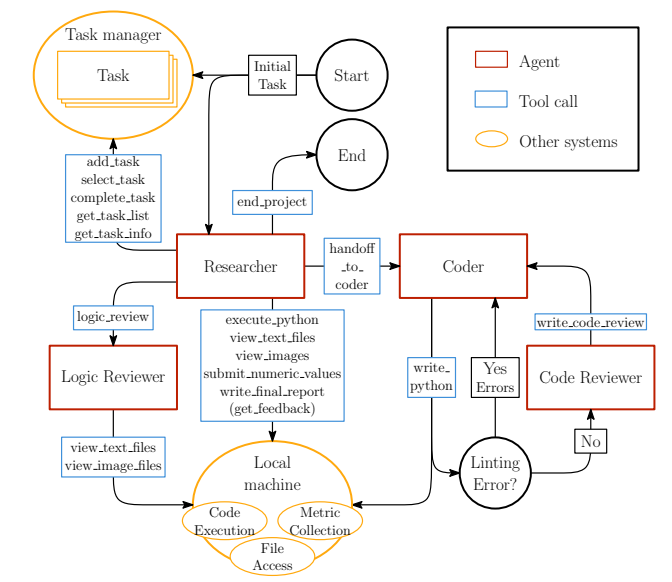 Task manager
Task
Initial
Task
Start
End
Agent
Tool call
Other systems
add_task
select_task
complete_task
get_task_list
get_task_info
end_project
Researcher
handoff
_to_
coder
Coder
logic_review
execute_python
view_text_files
view_images
submit_numeric_values
write_final_report
(get_feedback)
write_
python
Yes
Errors
write_code_review
Logic Reviewer
Code Reviewer
view_text_files
view_image_files
No
Linting
Error?
Local
machine
Code
Execution
Metric
Collection
File
Access